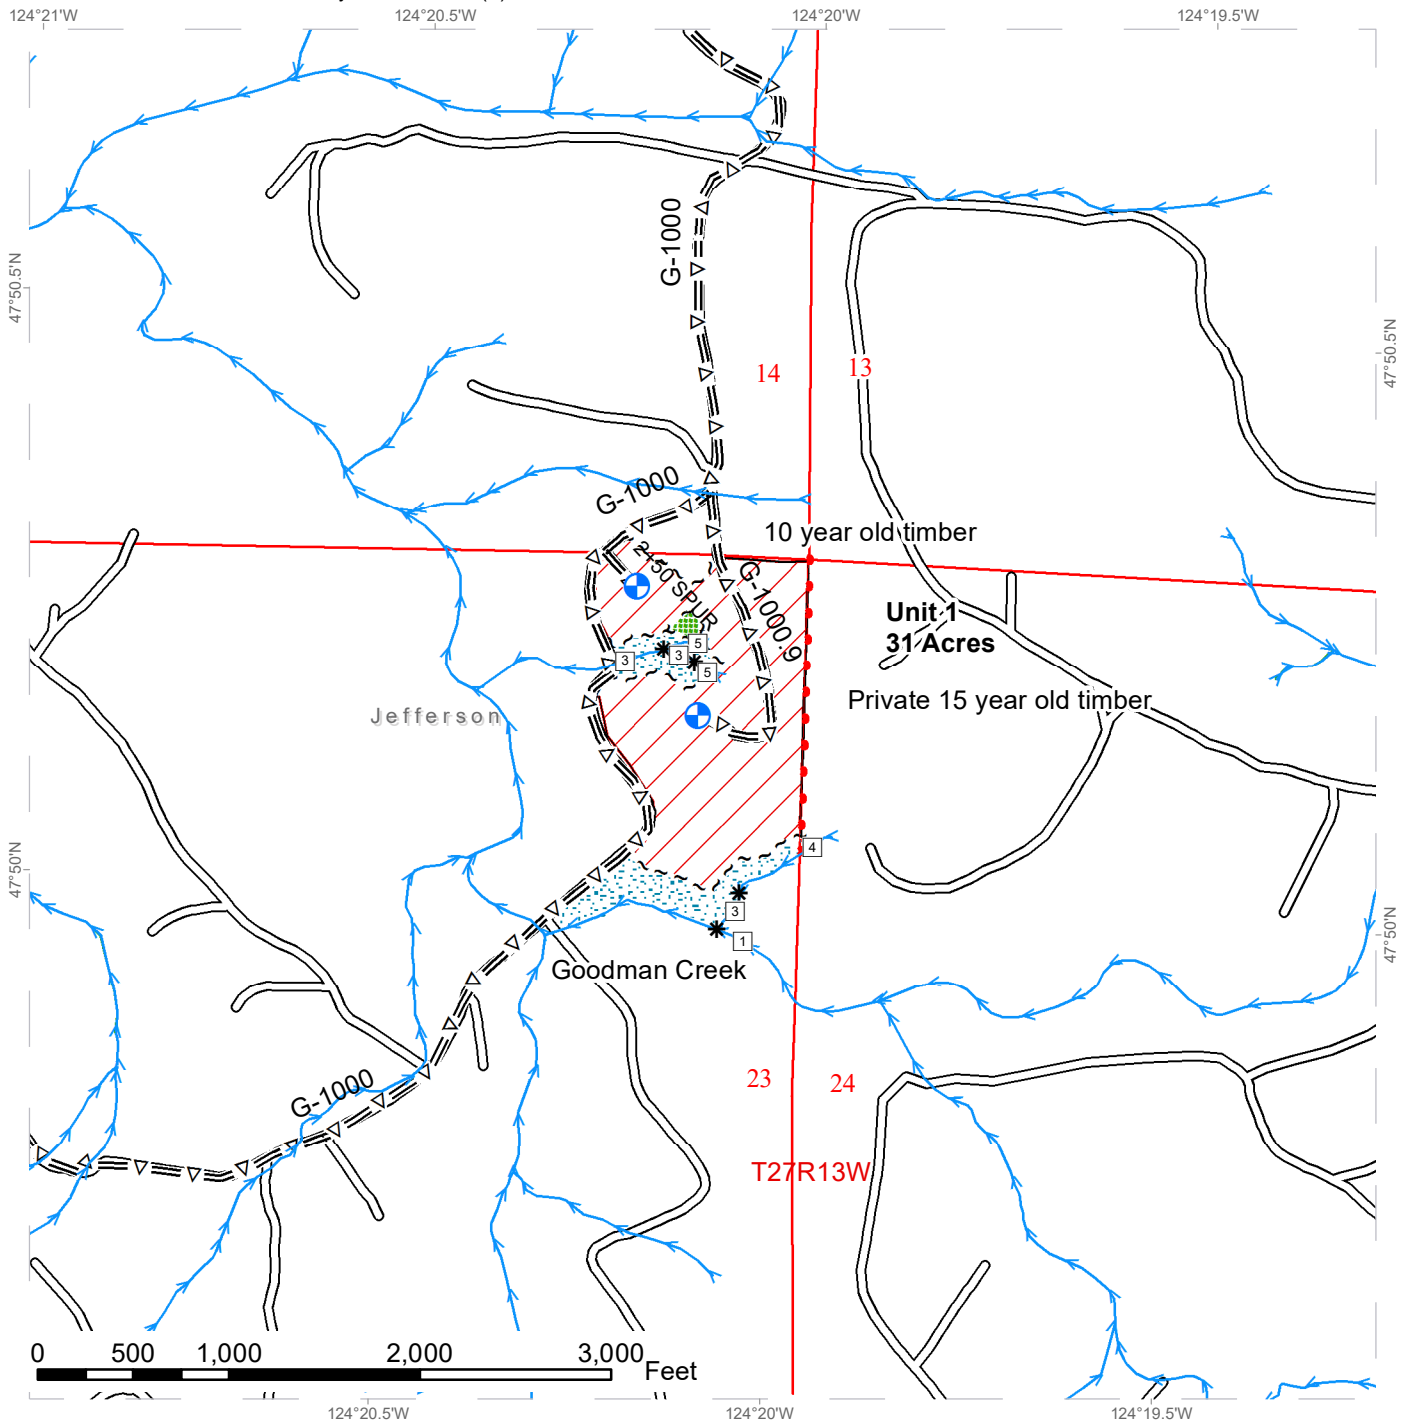 124°21'W
124°20.5'W
124°20'W
124°19.5'W
47°50.5'N
47°50.5'N
G-1000
14
13
G-1000
10 year old timber
2450 SPUR
G-1000.9
Unit 1
31 Acres
5
3
3
5
Private 15 year old timber
Jefferson
4
47°50'N
3
1
47°50'N
Goodman Creek
23
24
G-1000
T27R13W
0 500 1,000 2,000 3,000
Feet
124°20.5'W
124°20'W
124°19.5'W